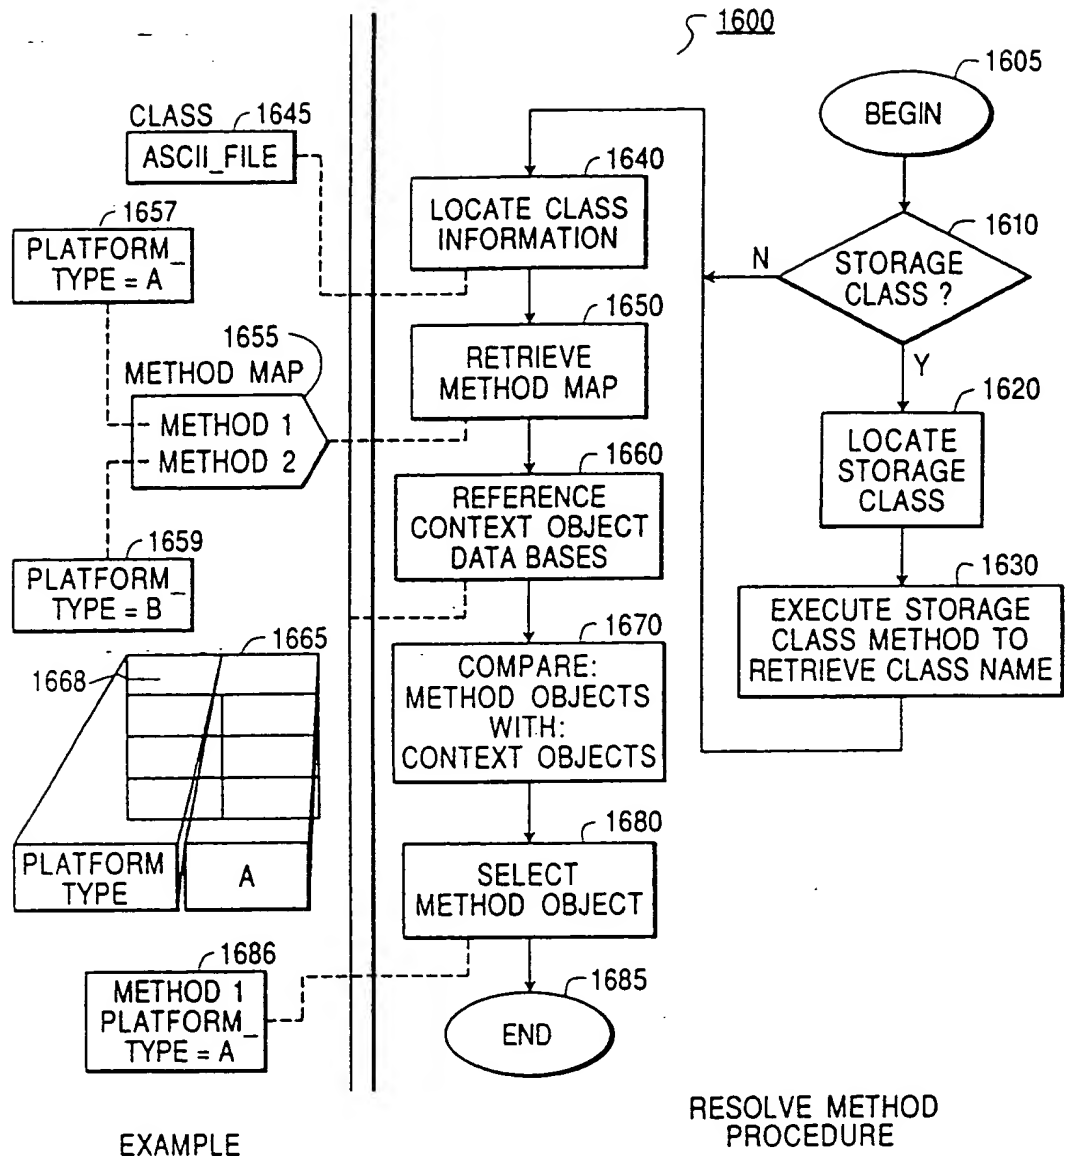 1600
1605
BEGIN
CLASS
1645
ASCII_FILE
1640
LOCATE CLASS
INFORMATION
1610
STORAGE
CLASS ?
N
Y
1657
PLATFORM_
TYPE = A
1650
RETRIEVE
METHOD MAP
1655
METHOD MAP
METHOD 1
METHOD 2
1620
LOCATE
STORAGE
CLASS
1660
REFERENCE
CONTEXT OBJECT
DATA BASES
1659
PLATFORM_
TYPE = B
1630
EXECUTE STORAGE
CLASS METHOD TO
RETRIEVE CLASS NAME
1665
1668
1670
COMPARE:
METHOD OBJECTS
WITH:
CONTEXT OBJECTS
PLATFORM
TYPE
A
1680
SELECT
METHOD OBJECT
1686
METHOD 1
PLATFORM_
TYPE = A
1685
END
EXAMPLE
RESOLVE METHOD
PROCEDURE